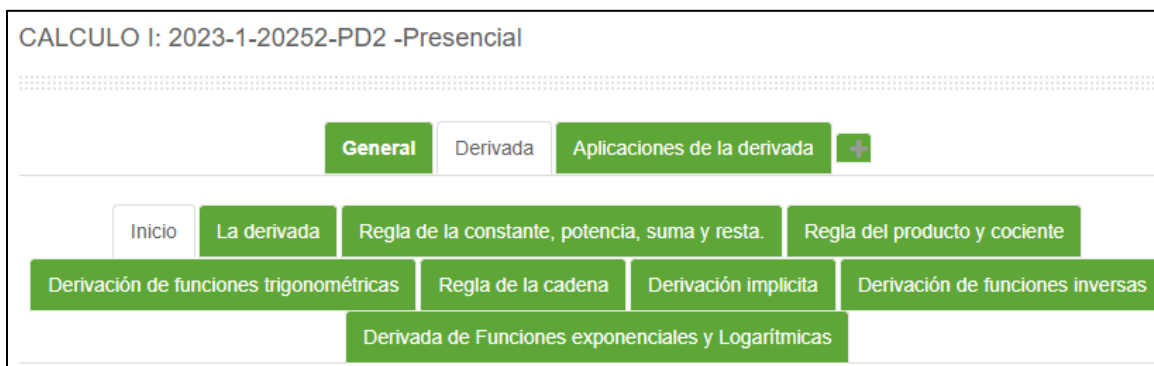 CALCULO I: 2023-1-20252-PD2 -Presencial
General Derivada Aplicaciones de la derivada +
Inicio La derivada Regla de la constante, potencia, suma y resta. Regla del producto y cociente
Derivación de funciones trigonométricas Regla de la cadena Derivación implicita Derivación de funciones inversas
Derivada de Funciones exponenciales y Logarítmicas